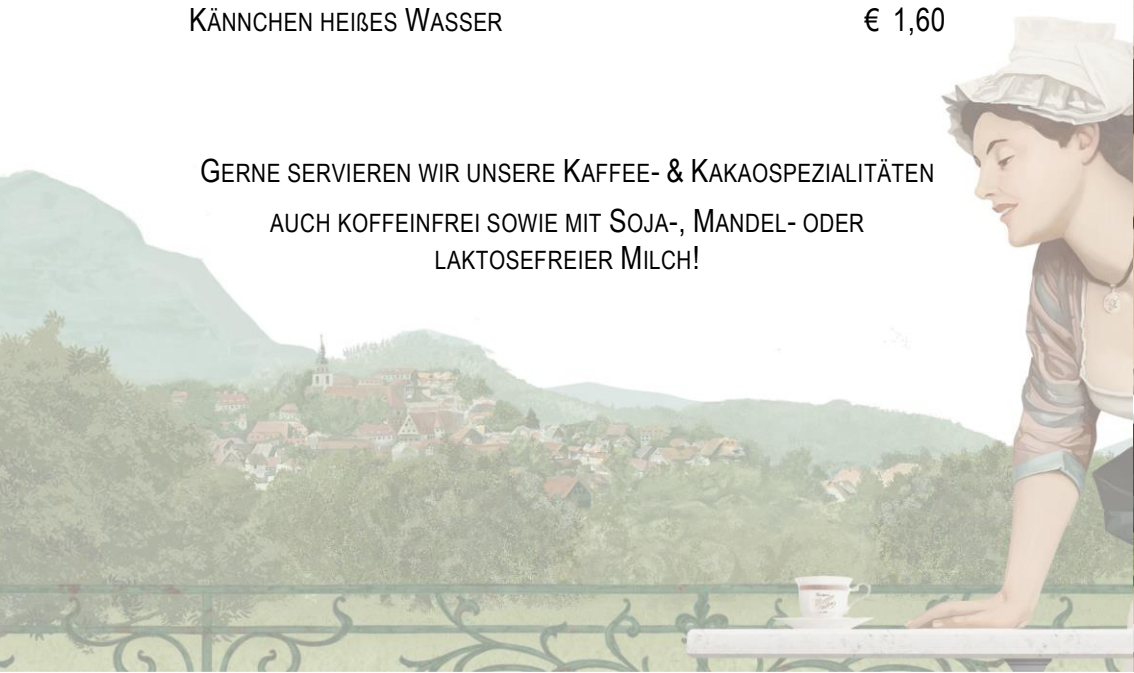 KÄNNCHEN HEIßES WASSER € 1,60
GERNE SERVIEREN WIR UNSERE KAFFEE- & KAKAOSPEZIALITÄTEN
AUCH KOFFEINFREI SOWIE MIT SOJA-, MANDEL- ODER
LAKTOSEFREIER MILCH!